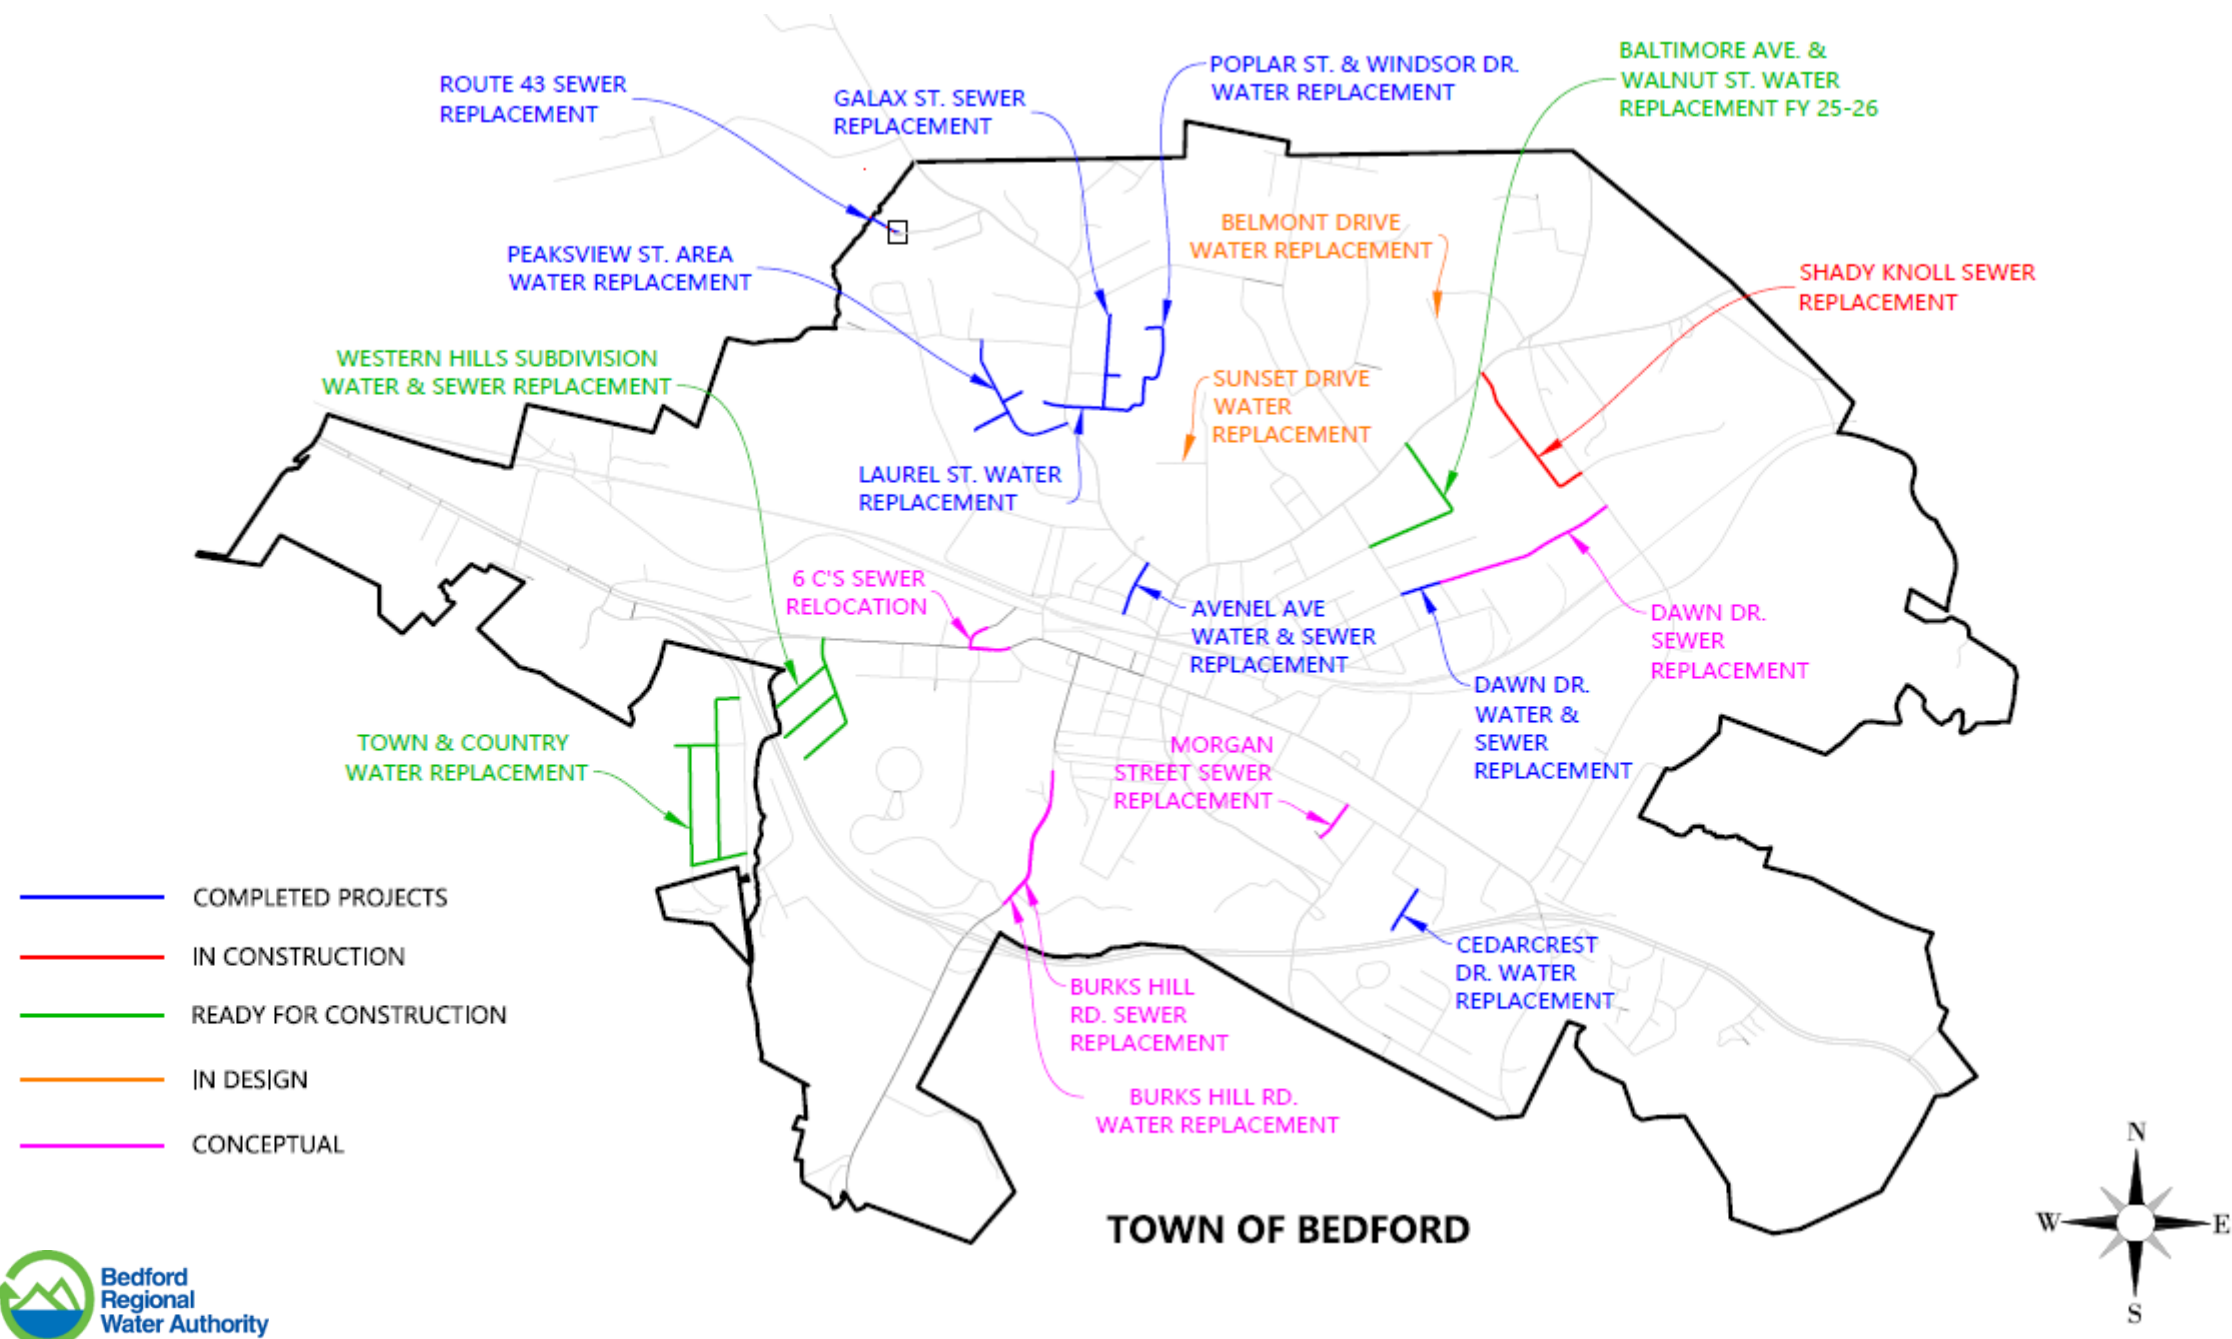 ROUTE 43 SEWER
REPLACEMENT
GALAX ST. SEWER
REPLACEMENT
POPLAR ST. & WINDSOR DR.
WATER REPLACEMENT
BALTIMORE AVE. &
WALNUT ST. WATER
REPLACEMENT FY 25-26
PEAKSVIEW ST. AREA
WATER REPLACEMENT
BELMONT DRIVE
WATER REPLACEMENT
SHADY KNOLL SEWER
REPLACEMENT
WESTERN HILLS SUBDIVISION
WATER & SEWER REPLACEMENT
SUNSET DRIVE
WATER
REPLACEMENT
LAUREL ST. WATER
REPLACEMENT
6 C'S SEWER
RELOCATION
AVENEL AVE
WATER & SEWER
REPLACEMENT
DAWN DR.
SEWER
REPLACEMENT
DAWN DR.
WATER &
SEWER
REPLACEMENT
TOWN & COUNTRY
WATER REPLACEMENT
MORGAN
STREET SEWER
REPLACEMENT
CEDARCREST
DR. WATER
REPLACEMENT
BURKS HILL
RD. SEWER
REPLACEMENT
BURKS HILL RD.
WATER REPLACEMENT
COMPLETED PROJECTS
IN CONSTRUCTION
READY FOR CONSTRUCTION
IN DESIGN
CONCEPTUAL
TOWN OF BEDFORD
N
W
E
S
Bedford
Regional
Water Authority